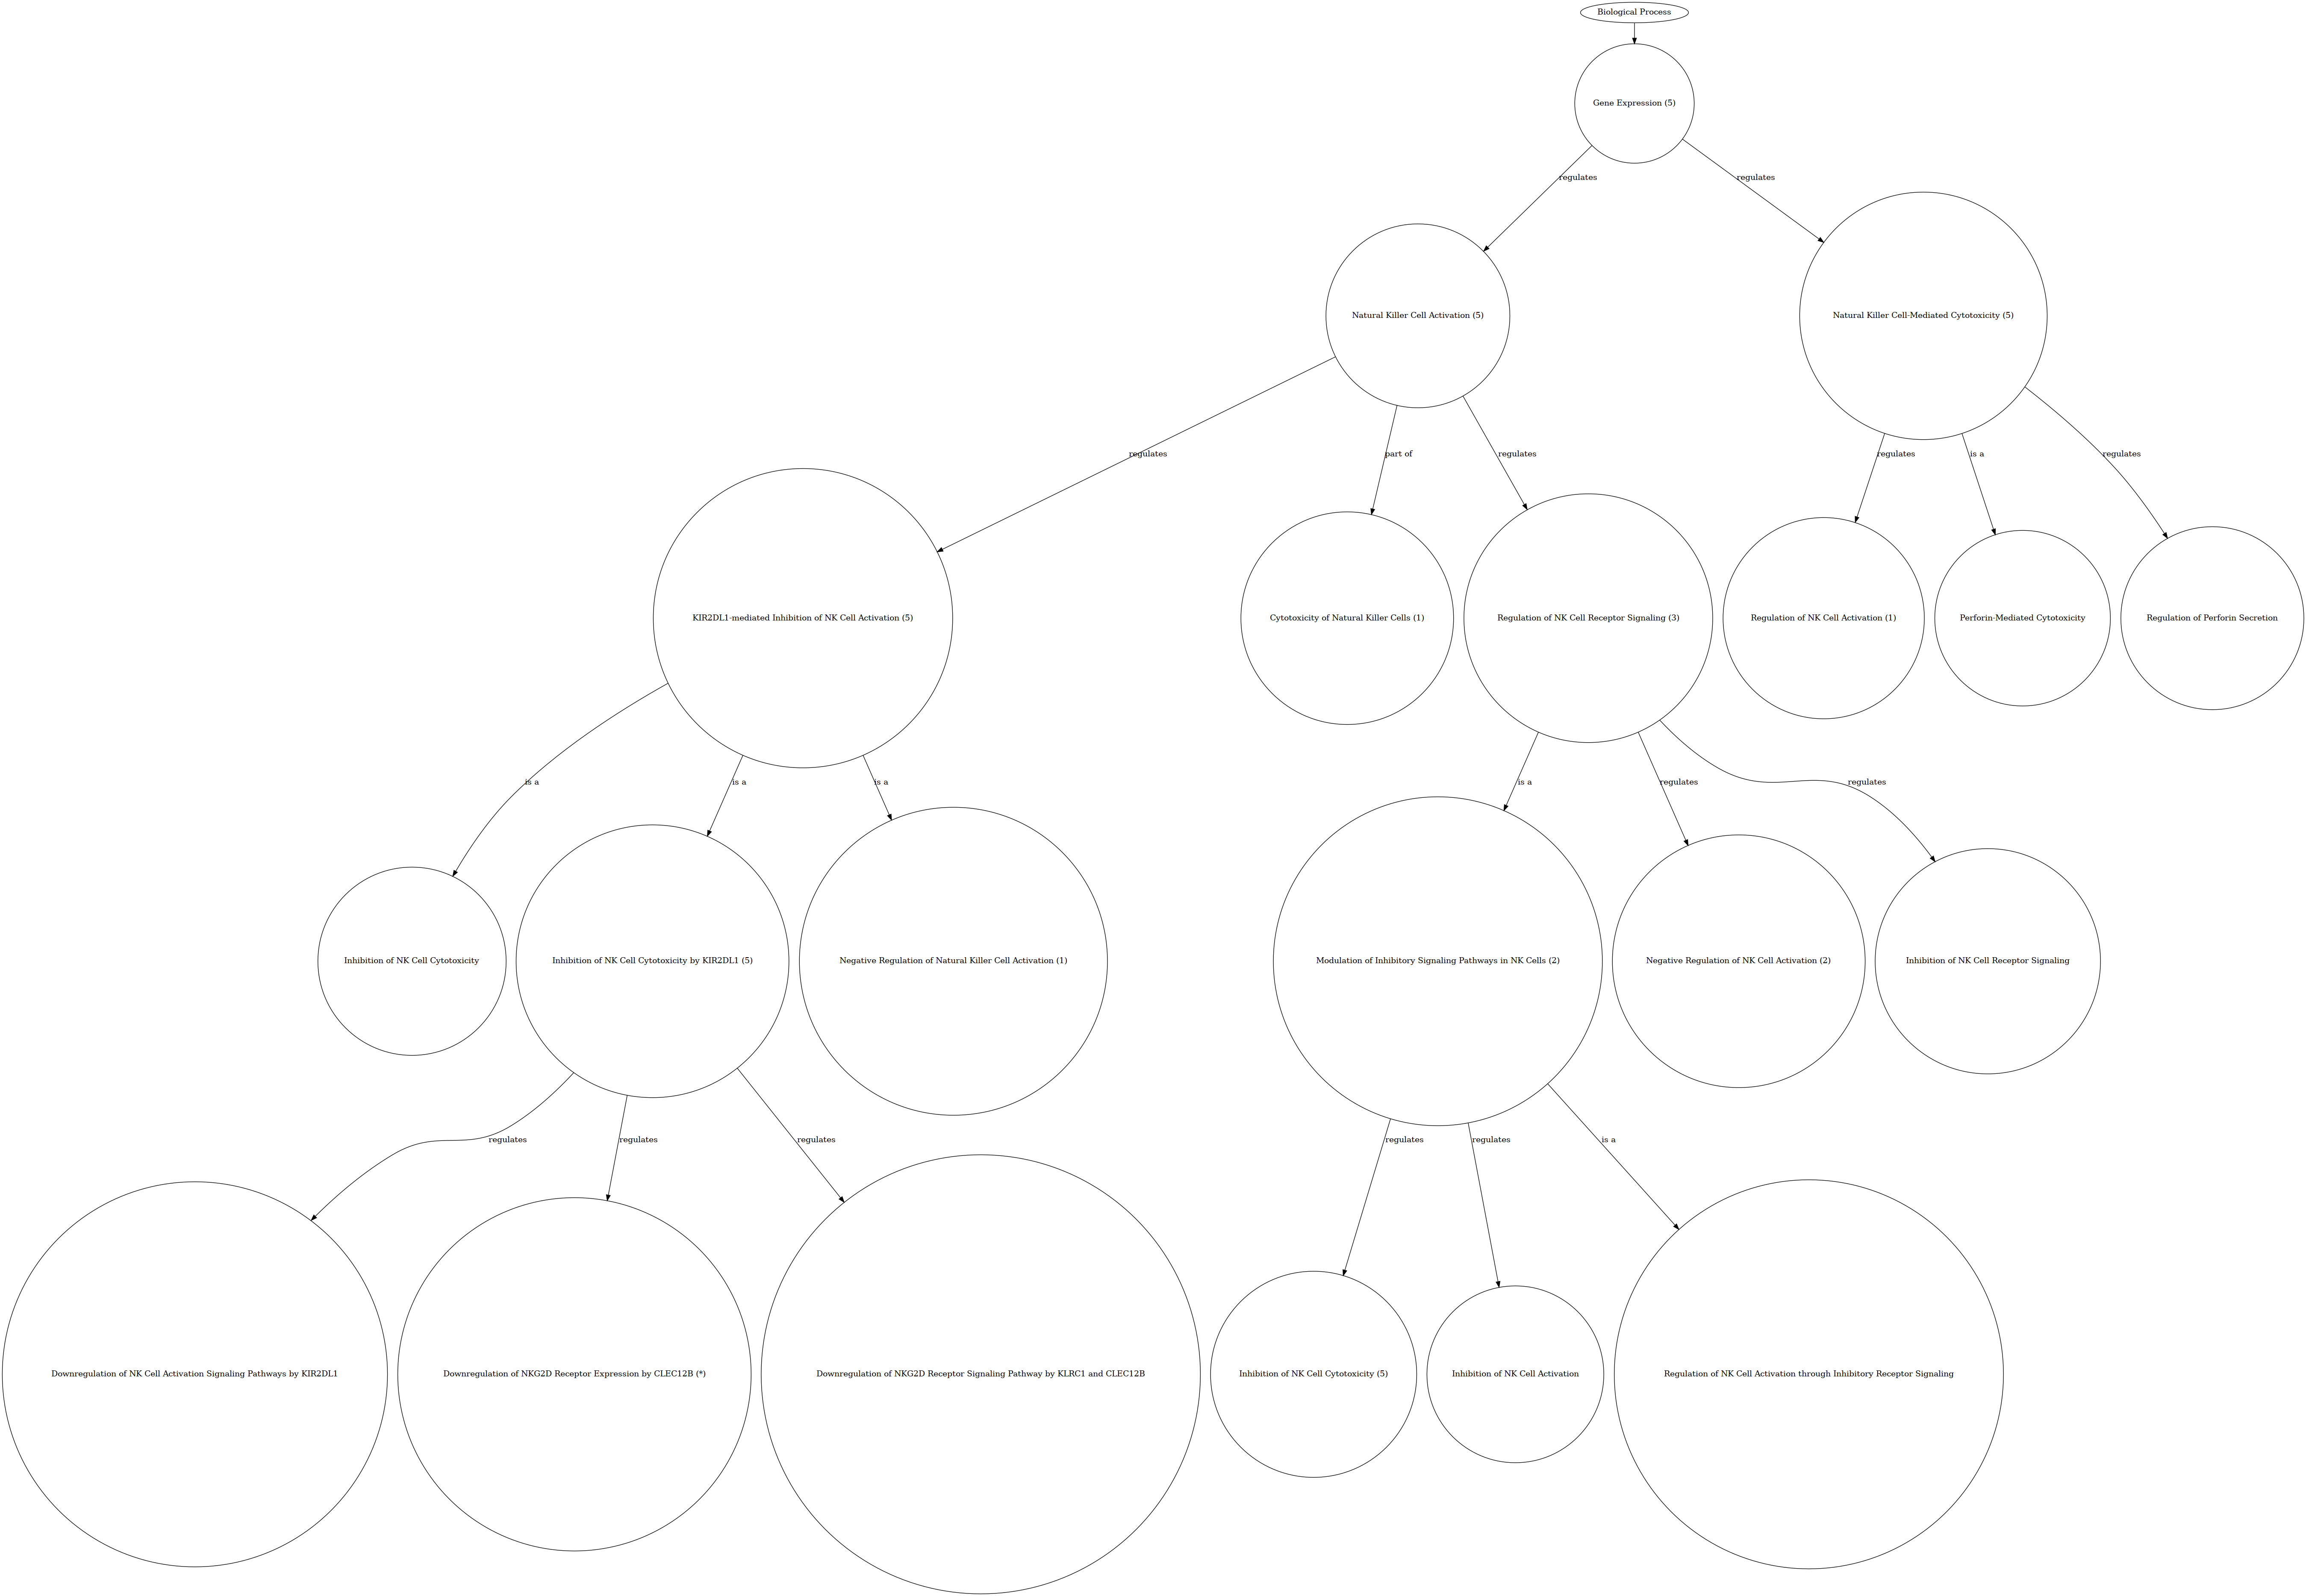 Biological Process
Gene Expression (5)
regulates
regulates
Natural Killer Cell Activation (5)
Natural Killer Cell-Mediated Cytotoxicity (5)
regulates
part of
regulates
regulates
is a
regulates
KIR2DL1-mediated Inhibition of NK Cell Activation (5)
Cytotoxicity of Natural Killer Cells (1)
Regulation of NK Cell Receptor Signaling (3)
Regulation of NK Cell Activation (1)
Perforin-Mediated Cytotoxicity
Regulation of Perforin Secretion
is a
is a
is a
is a
regulates
regulates
Inhibition of NK Cell Cytotoxicity
Inhibition of NK Cell Cytotoxicity by KIR2DL1 (5)
Negative Regulation of Natural Killer Cell Activation (1)
Modulation of Inhibitory Signaling Pathways in NK Cells (2)
Negative Regulation of NK Cell Activation (2)
Inhibition of NK Cell Receptor Signaling
regulates
regulates
regulates
regulates
regulates
is a
Downregulation of NK Cell Activation Signaling Pathways by KIR2DL1
Downregulation of NKG2D Receptor Expression by CLEC12B (*)
Downregulation of NKG2D Receptor Signaling Pathway by KLRC1 and CLEC12B
Inhibition of NK Cell Cytotoxicity (5)
Inhibition of NK Cell Activation
Regulation of NK Cell Activation through Inhibitory Receptor Signaling